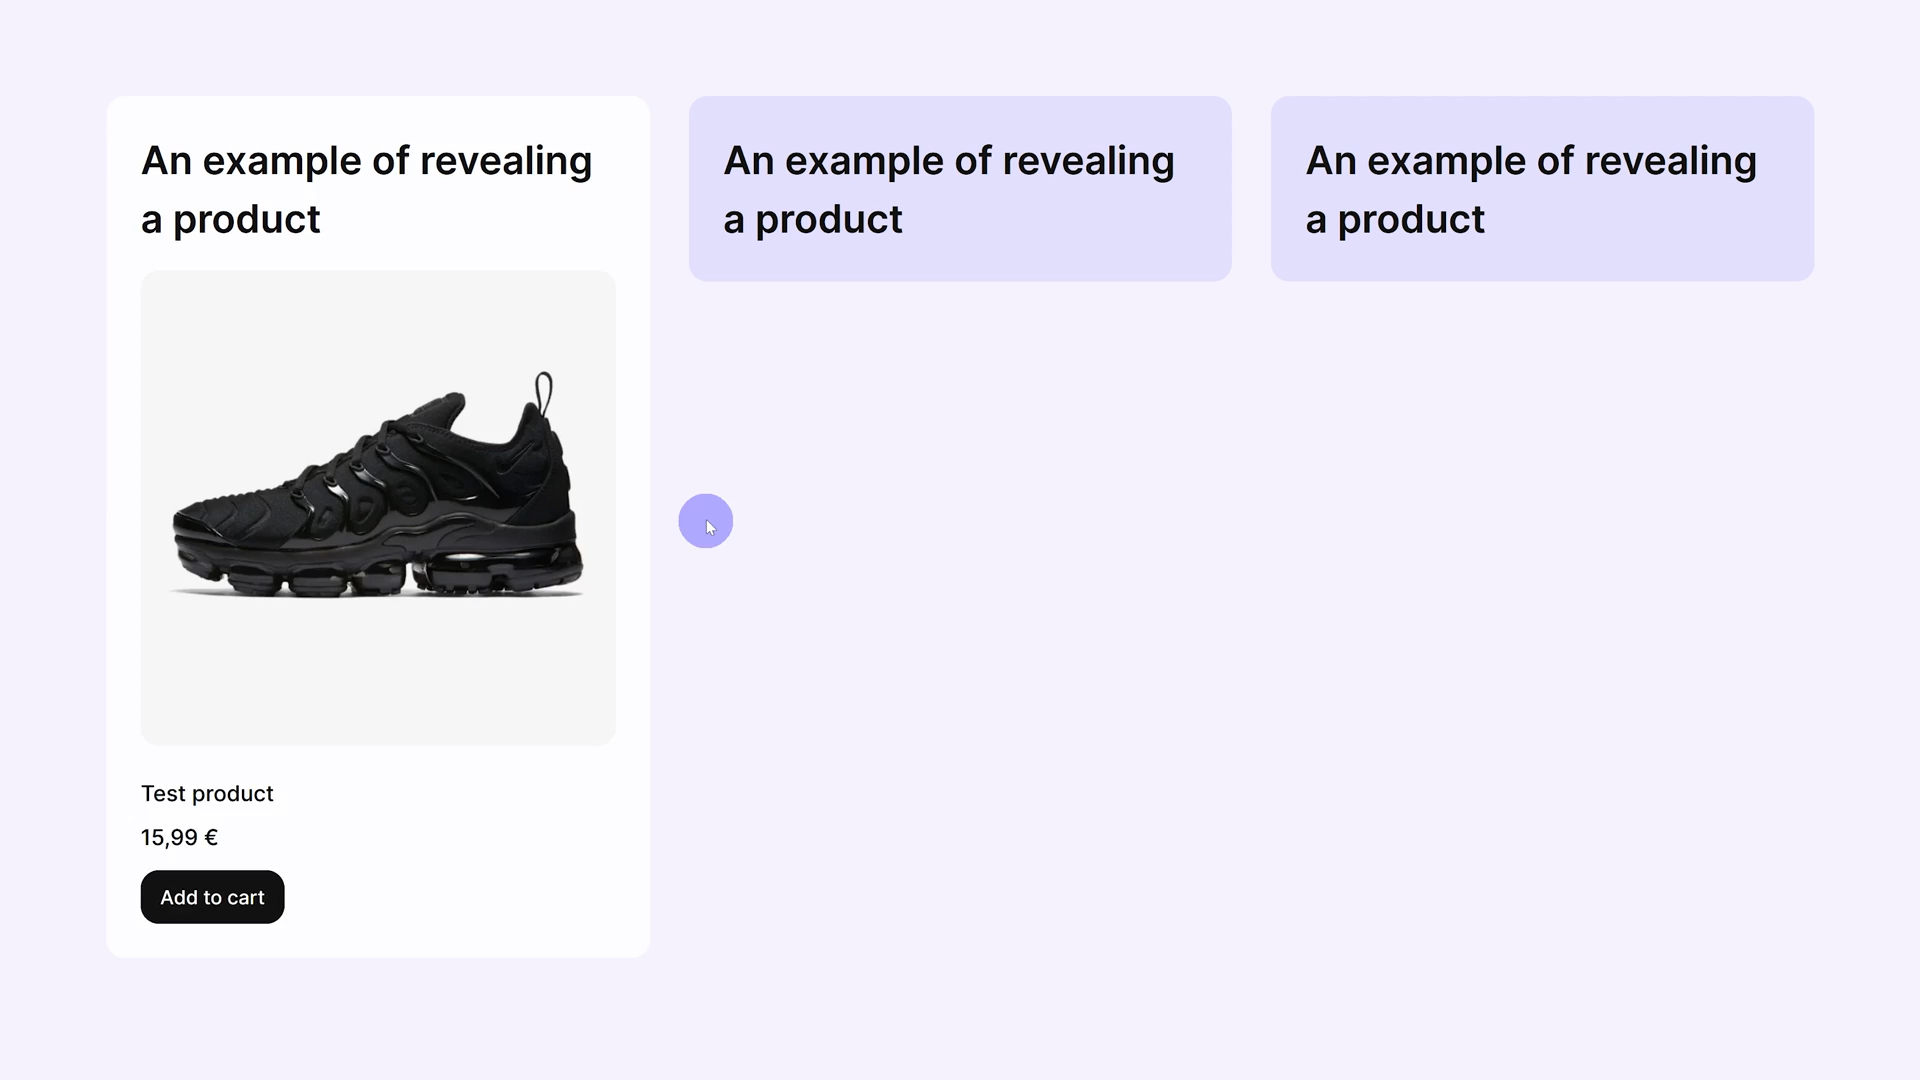 An example of revealing
a product
Test product
15,99 €
Add to cart
An example of revealing
a product
An example of revealing
a product